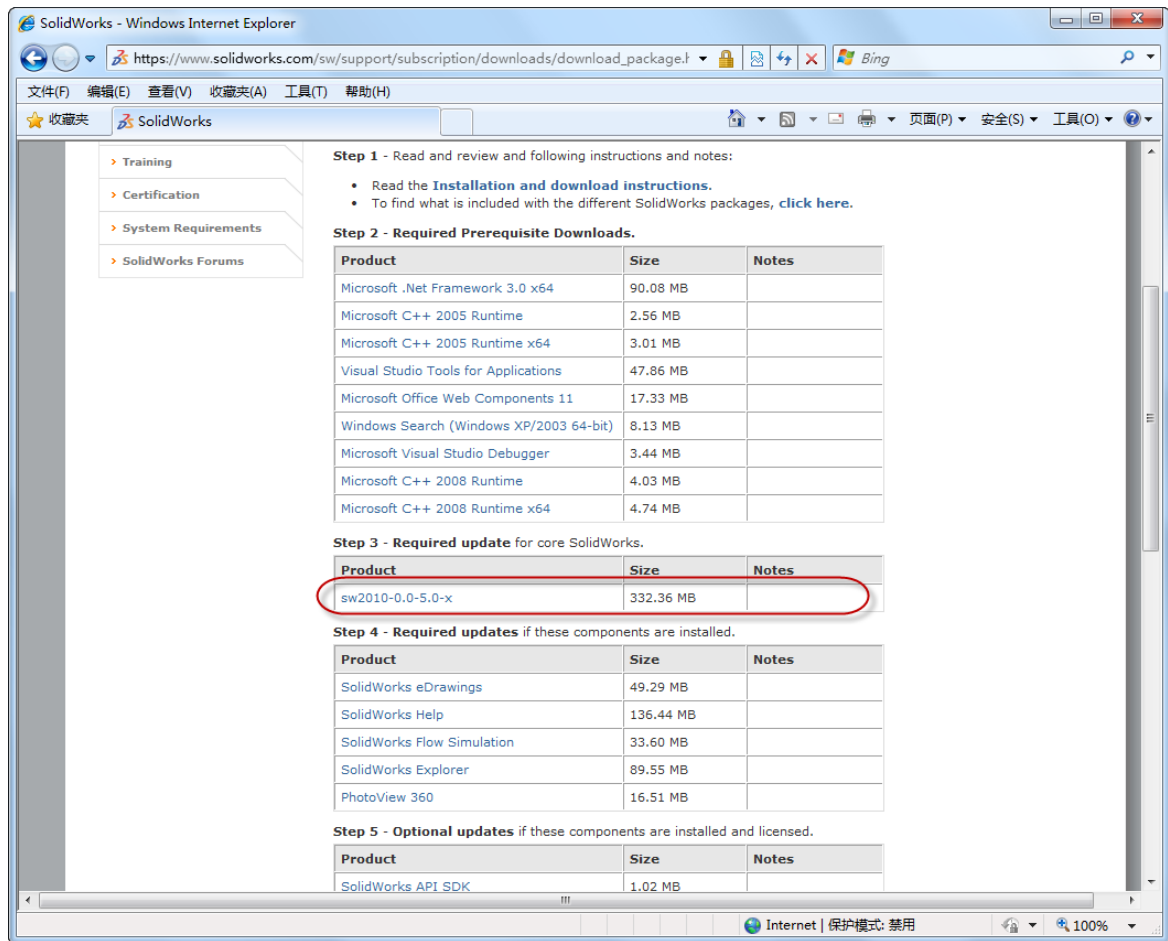 SolidWorks - Windows Internet Explorer
https://www.solidworks.com/sw/support/subscription/downloads/download_package.h
Bing
文件(F) 编辑(E) 查看(V) 收藏夹(A) 工具(T) 帮助(H)
收藏夹 SolidWorks 页面(P) 安全(S) 工具(O)
Training
Certification
System Requirements
SolidWorks Forums
Step 1 - Read and review and following instructions and notes:
• Read the Installation and download instructions.
• To find what is included with the different SolidWorks packages, click here.
Step 2 - Required Prerequisite Downloads.
Product Size Notes
Microsoft .Net Framework 3.0 x64 90.08 MB
Microsoft C++ 2005 Runtime 2.56 MB
Microsoft C++ 2005 Runtime x64 3.01 MB
Visual Studio Tools for Applications 47.86 MB
Microsoft Office Web Components 11 17.33 MB
Windows Search (Windows XP/2003 64-bit) 8.13 MB
Microsoft Visual Studio Debugger 3.44 MB
Microsoft C++ 2008 Runtime 4.03 MB
Microsoft C++ 2008 Runtime x64 4.74 MB
Step 3 - Required update for core SolidWorks.
Product Size Notes
sw2010-0.0-5.0-x 332.36 MB
Step 4 - Required updates if these components are installed.
Product Size Notes
SolidWorks eDrawings 49.29 MB
SolidWorks Help 136.44 MB
SolidWorks Flow Simulation 33.60 MB
SolidWorks Explorer 89.55 MB
PhotoView 360 16.51 MB
Step 5 - Optional updates if these components are installed and licensed.
Product Size Notes
SolidWorks API SDK 1.02 MB
Internet | 保护模式: 禁用 100%